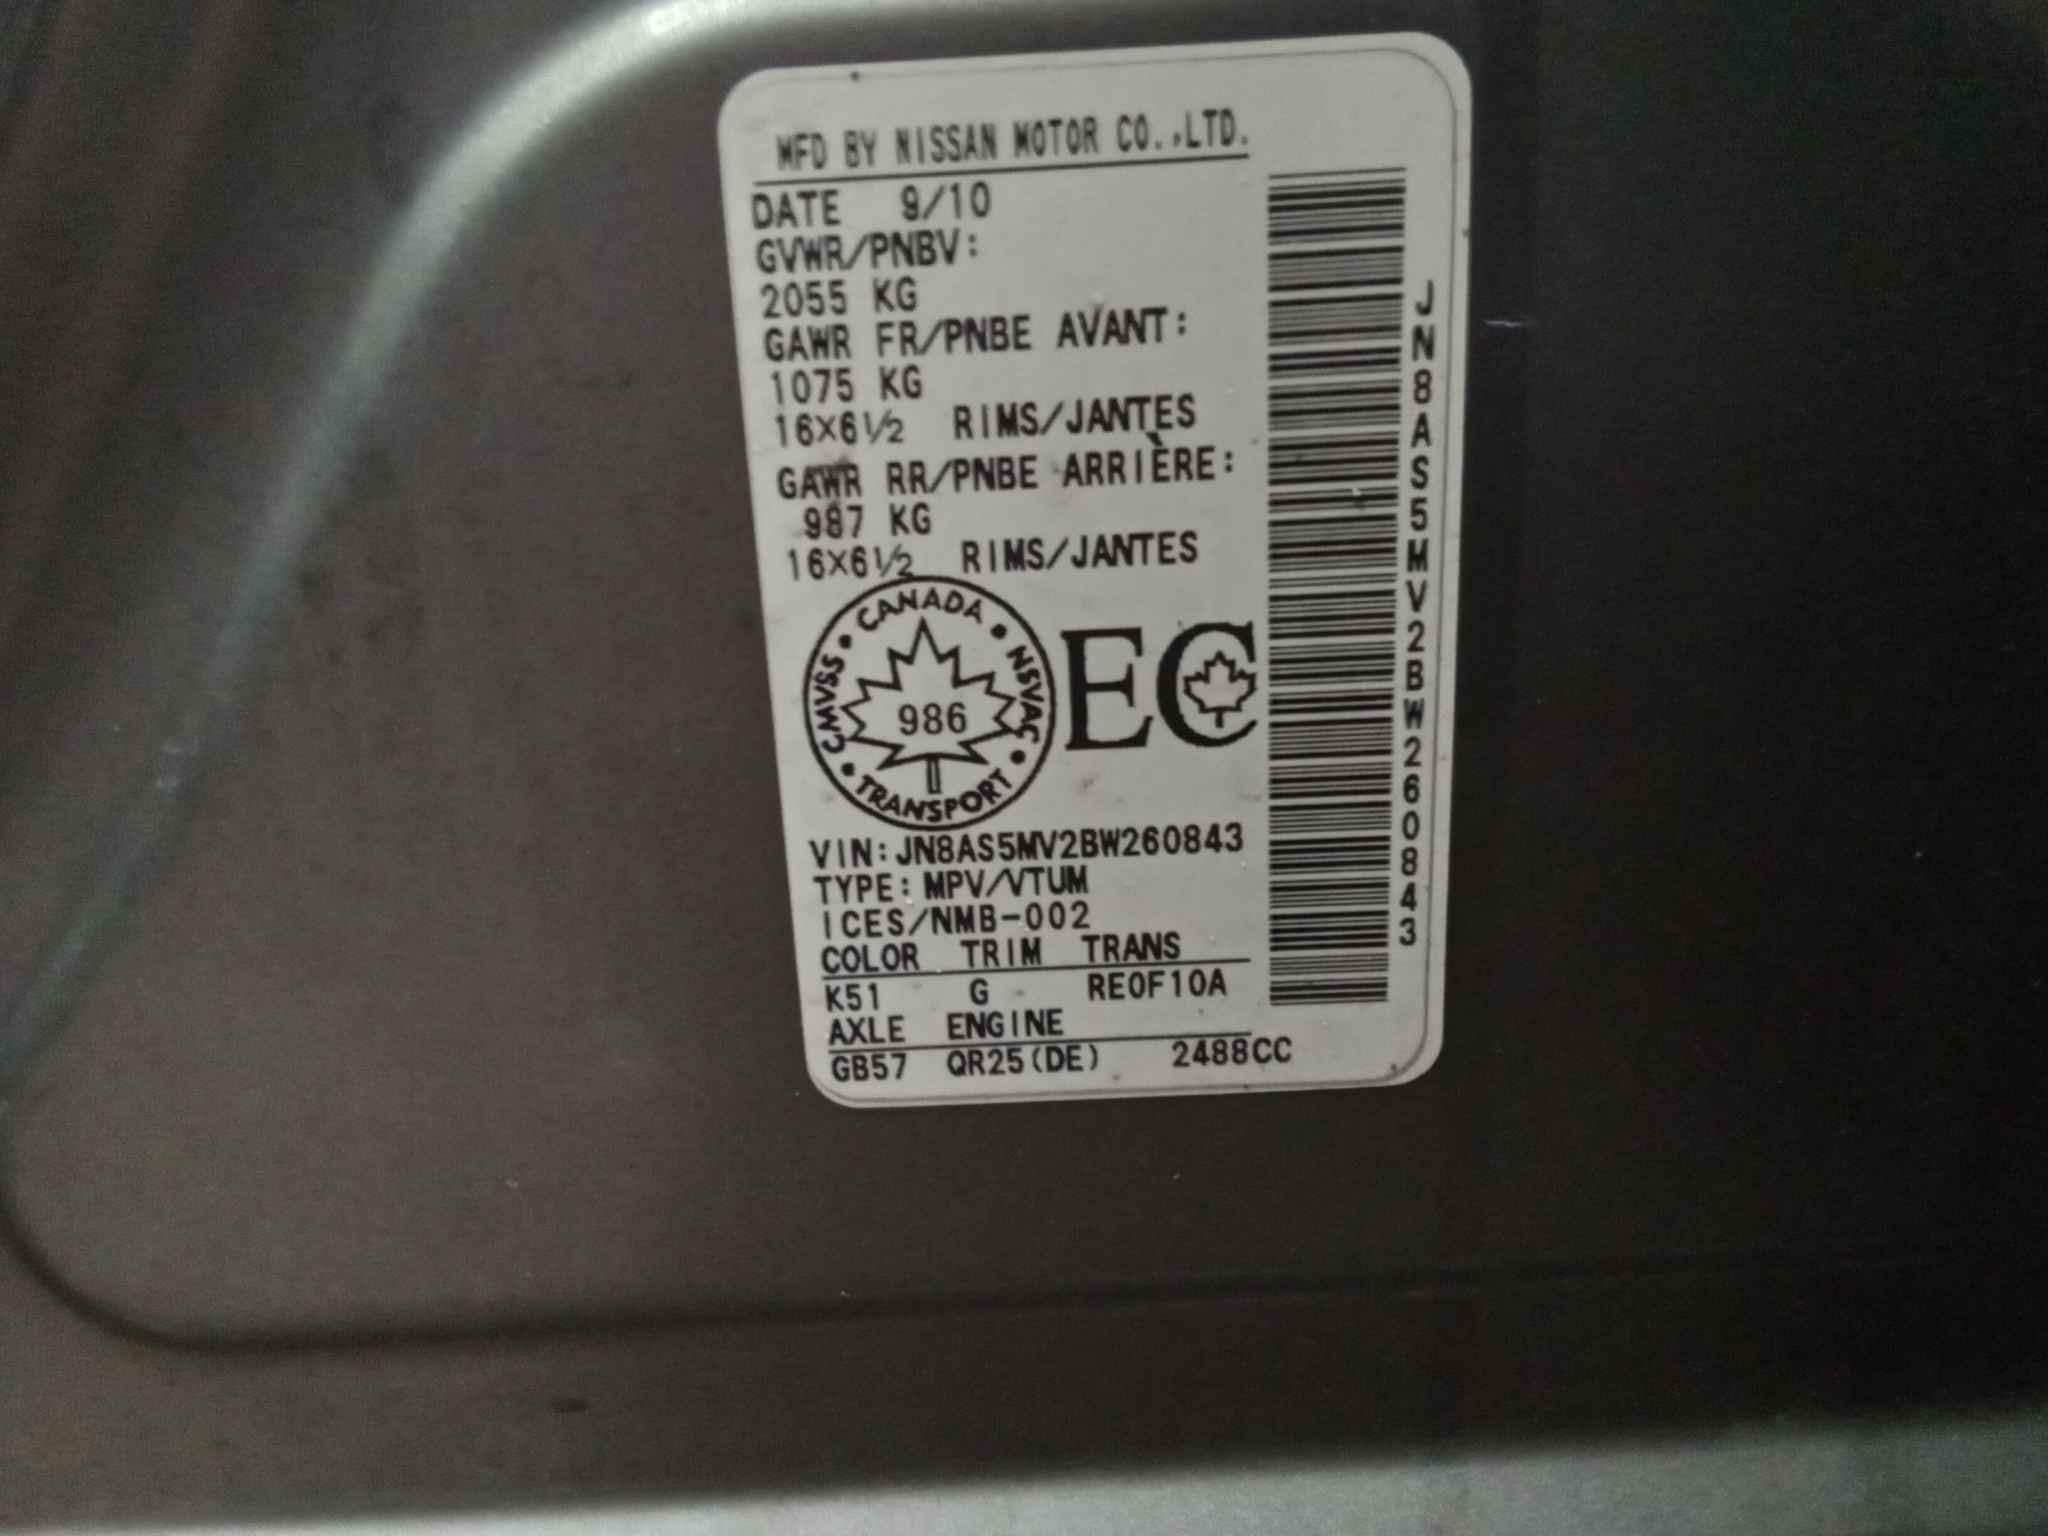 MFD BY NISSAN MOTOR CO.,LTD.
DATE 9/10
GVWR/PNBV:
2055 KG
GAWR FR/PNBE AVANT:
1075 KG
16×6½ RIMS/JANTES
GAWR RR/PNBE ARRIÈRE:
987 KG
16×6½ RIMS/JANTES
CANADA
CMVSS
NSVAC
986
TRANSPORT
EC
VIN:JN8AS5MV2BW260843
TYPE:MPV/VTUM
ICES/NMB-002
COLOR TRIM TRANS
K51 G RE0F10A
AXLE ENGINE
GB57 QR25(DE) 2488CC
JN8AS5MV2BW260843